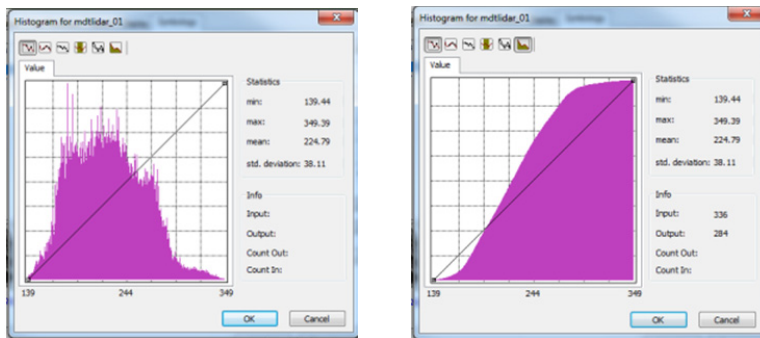 Histogram for mdtlidar_01
Value
Statistics
min: 139.44
max: 349.39
mean: 224.79
std. deviation: 38.11
Info
Input:
Output:
Count Out:
Count In:
139 244 349
OK Cancel
Histogram for mdtlidar_01
Value
Statistics
min: 139.44
max: 349.39
mean: 224.79
std. deviation: 38.11
Info
Input: 336
Output: 284
Count Out:
Count In:
139 244 349
OK Cancel